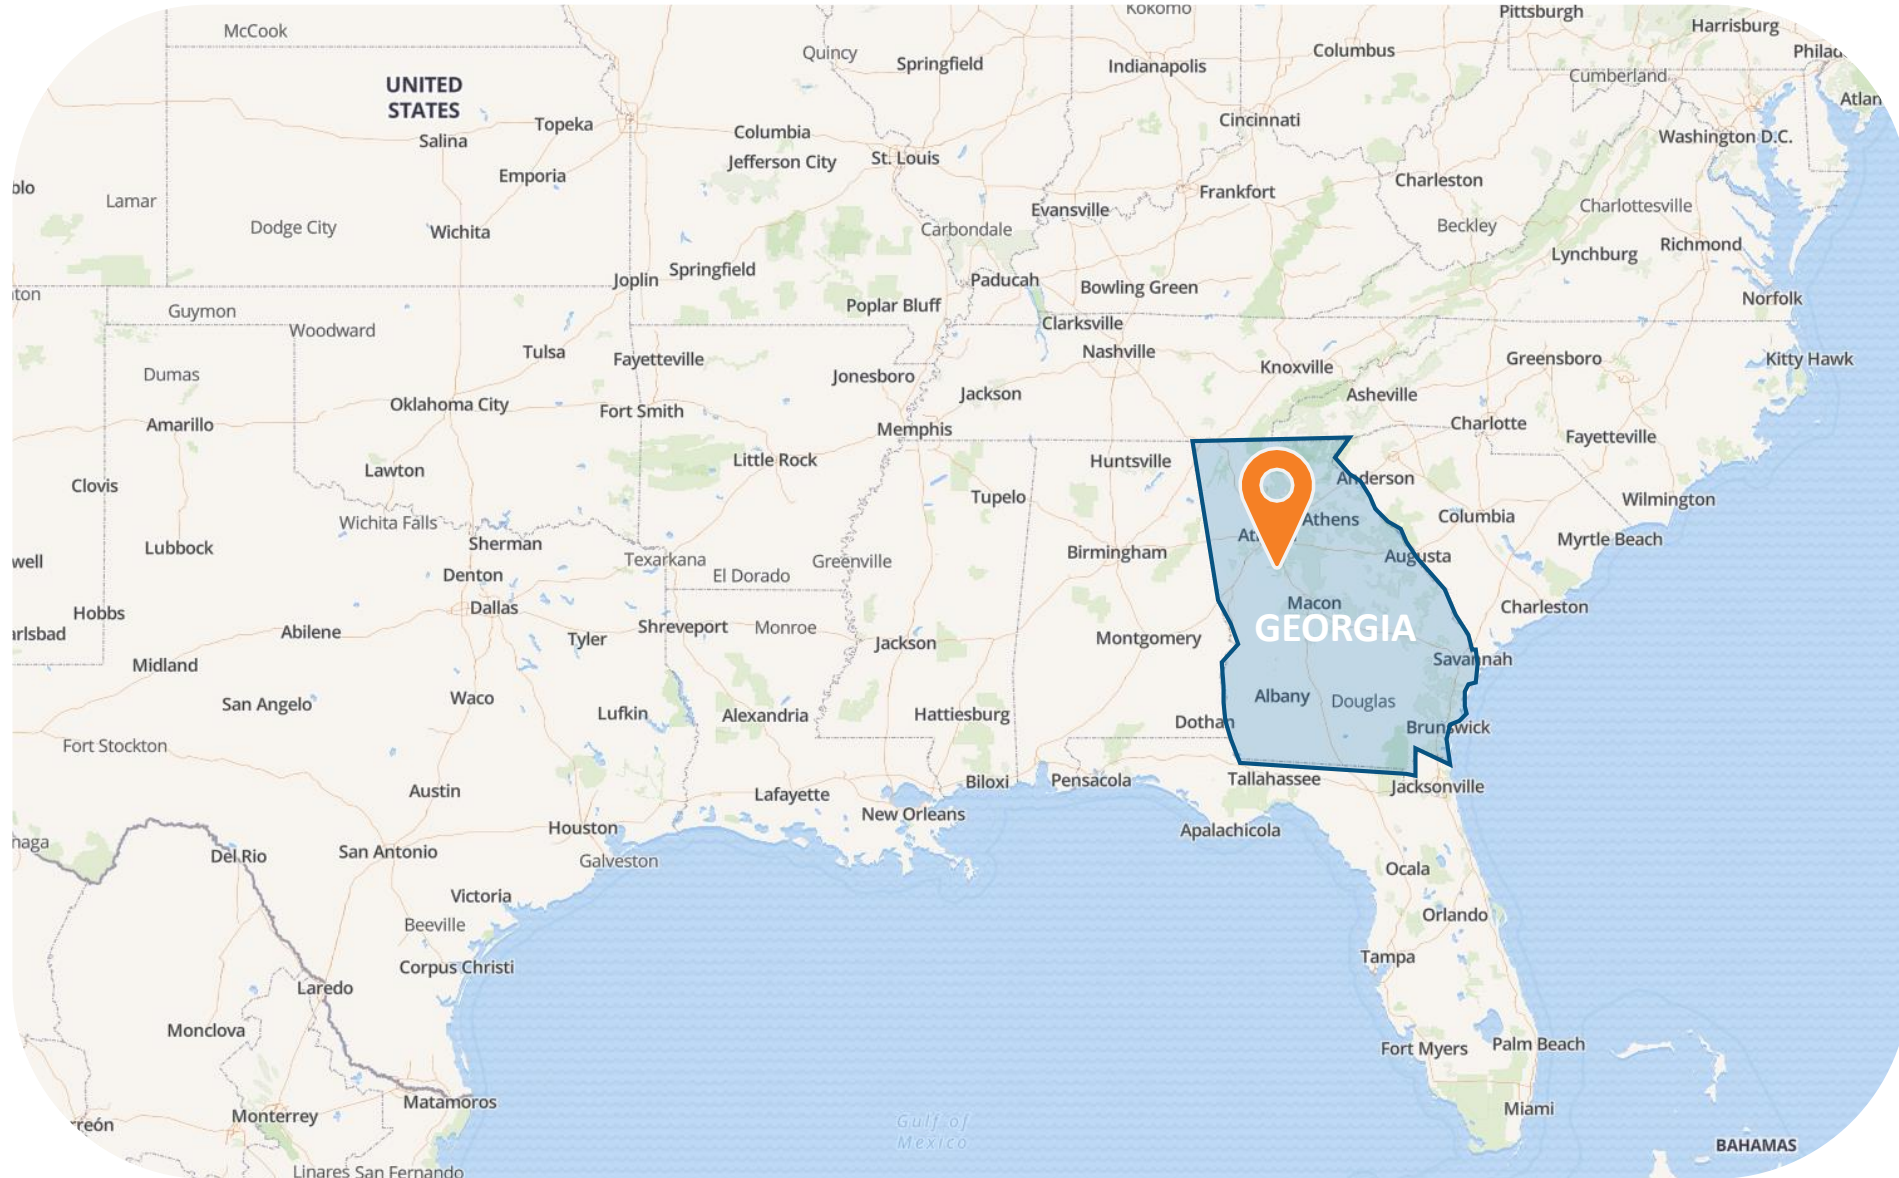 Kokomo
Pittsburgh
McCook
Harrisburg
Quincy
Springfield
Columbus
Indianapolis
Cumberland
UNITED
STATES
Topeka
Columbia
Cincinnati
Washington D.C.
Salina
Jefferson City
St. Louis
Emporia
Charleston
Frankfort
Lamar
Evansville
Charlottesville
Dodge City
Wichita
Carbondale
Beckley
Lynchburg
Richmond
Joplin
Springfield
Paducah
Bowling Green
Norfolk
Guymon
Poplar Bluff
Woodward
Clarksville
Tulsa
Fayetteville
Nashville
Knoxville
Greensboro
Kitty Hawk
Dumas
Jonesboro
Jackson
Asheville
Amarillo
Oklahoma City
Fort Smith
Memphis
Charlotte
Fayetteville
Lawton
Little Rock
Huntsville
Anderson
Clovis
Tupelo
Wilmington
Wichita Falls
Athens
Columbia
Lubbock
Sherman
Texarkana
Greenville
Birmingham
Augusta
Myrtle Beach
Denton
El Dorado
Hobbs
Dallas
Macon
Charleston
Abilene
Tyler
Shreveport
Monroe
Jackson
Montgomery
GEORGIA
Midland
Savannah
San Angelo
Waco
Lufkin
Alexandria
Hattiesburg
Albany
Douglas
Dothan
Brunswick
Fort Stockton
Austin
Lafayette
Biloxi
Pensacola
Tallahassee
Jacksonville
Houston
New Orleans
Apalachicola
Del Rio
San Antonio
Galveston
Ocala
Victoria
Beeville
Orlando
Corpus Christi
Tampa
Laredo
Monclova
Fort Myers
Palm Beach
Matamoros
Monterrey
Gulf of
Mexico
Miami
BAHAMAS
Linares
San Fernando